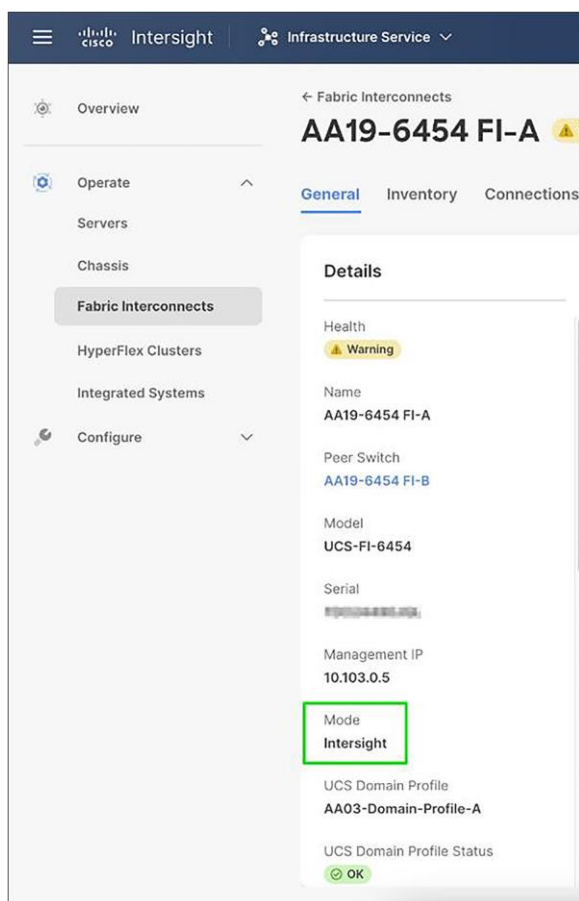 cisco Intersight Infrastructure Service
Overview
Operate
Servers
Chassis
Fabric Interconnects
HyperFlex Clusters
Integrated Systems
Configure
← Fabric Interconnects
AA19-6454 FI-A
General Inventory Connections
Details
Health
Warning
Name
AA19-6454 FI-A
Peer Switch
AA19-6454 FI-B
Model
UCS-FI-6454
Serial
Management IP
10.103.0.5
Mode
Intersight
UCS Domain Profile
AA03-Domain-Profile-A
UCS Domain Profile Status
OK